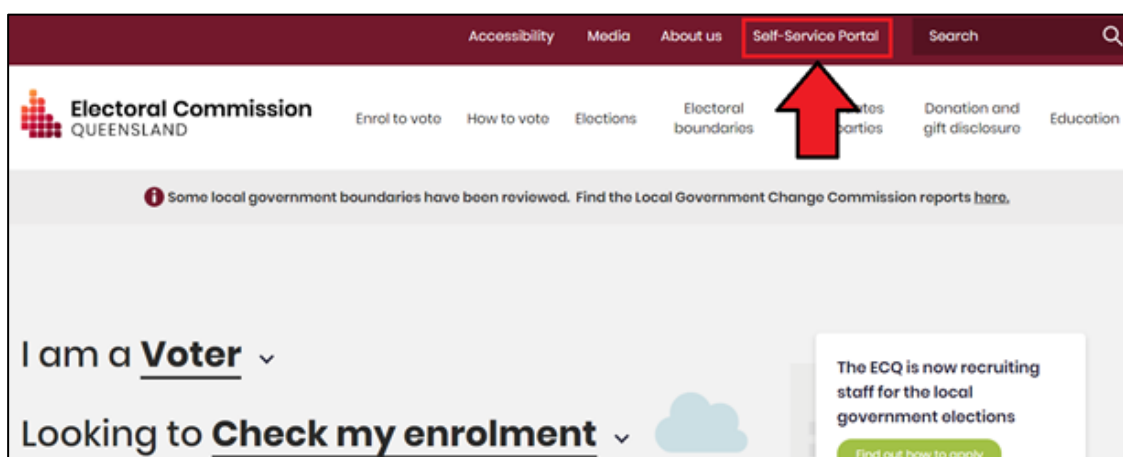 Accessibility Media About us Self-Service Portal Search
Electoral Commission
QUEENSLAND
Enrol to vote How to vote Elections
Electoral
boundaries
Donation and
gift disclosure
Education
Some local government boundaries have been reviewed. Find the Local Government Change Commission reports here.
I am a Voter
Looking to Check my enrolment
The ECQ is now recruiting
staff for the local
government elections
Find out how to apply